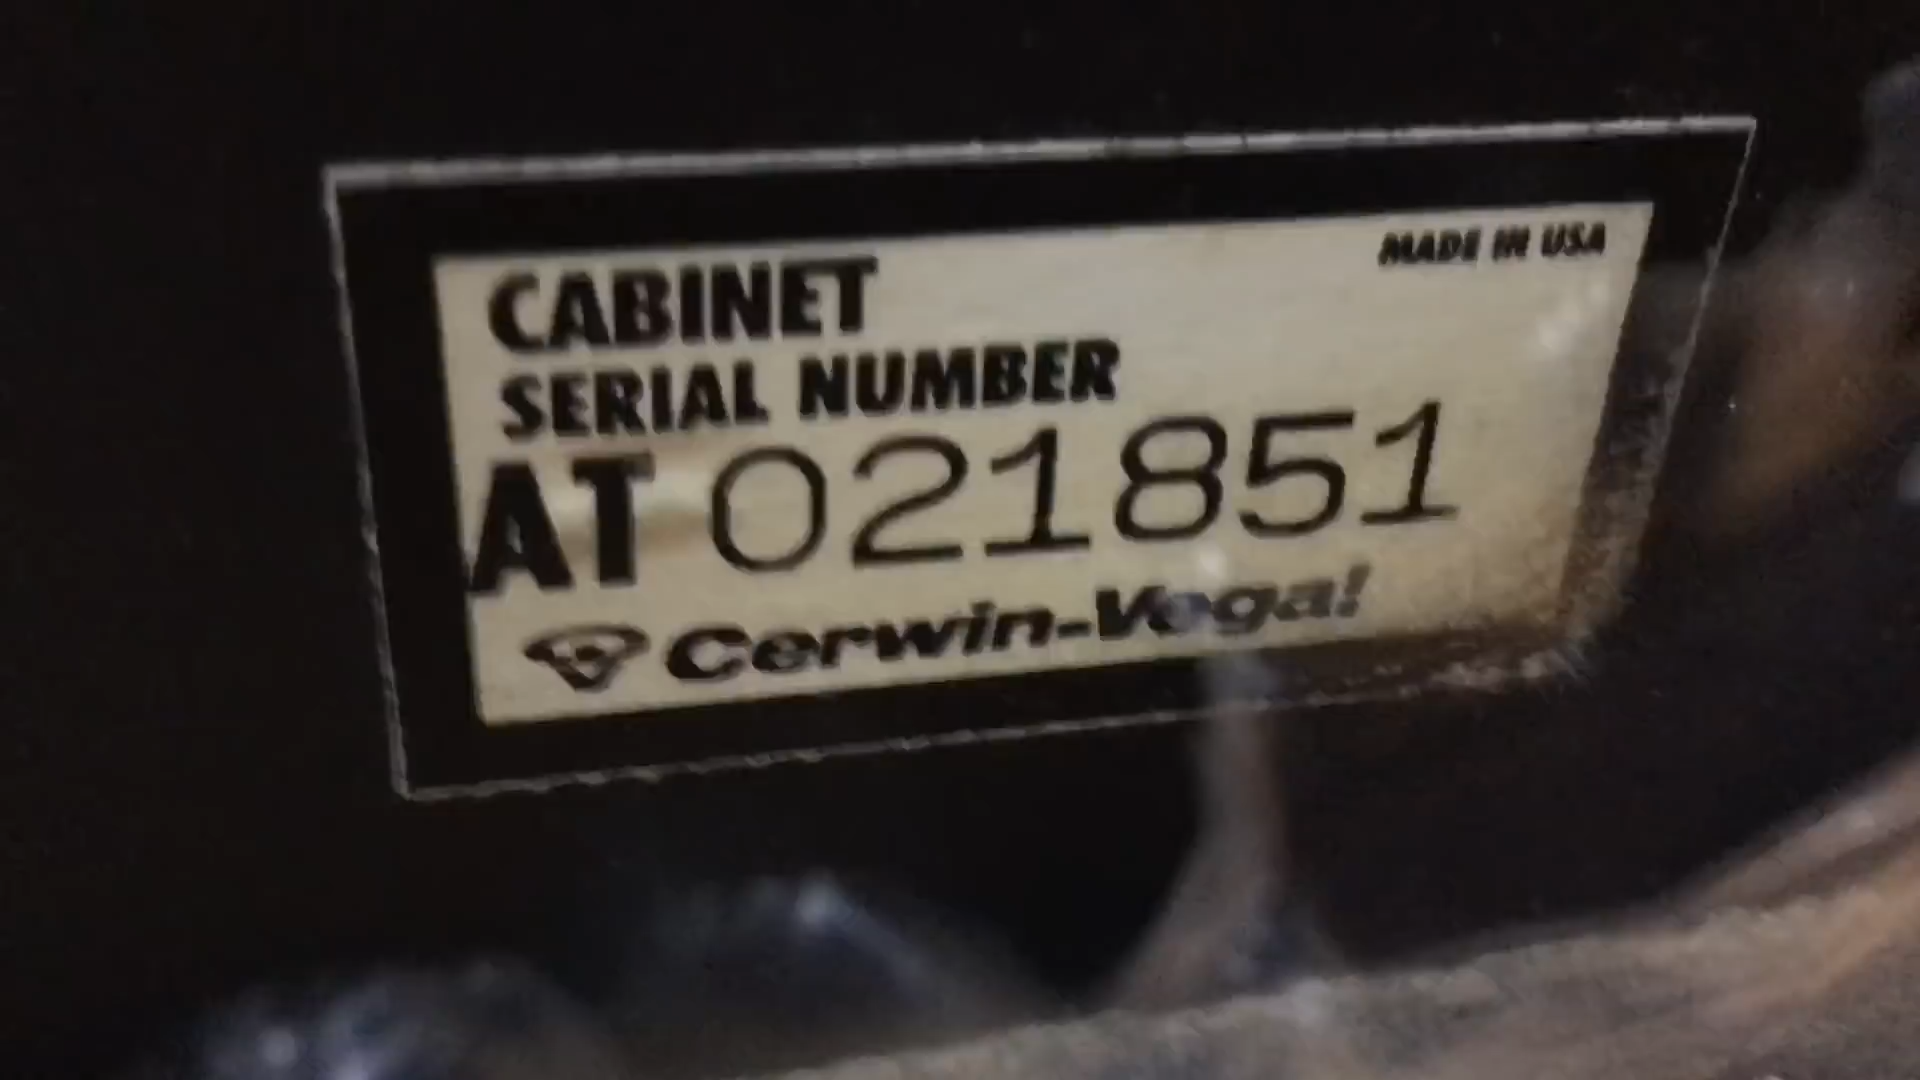 MADE IN USA
CABINET
SERIAL NUMBER
AT 021851
Cerwin-Vega!